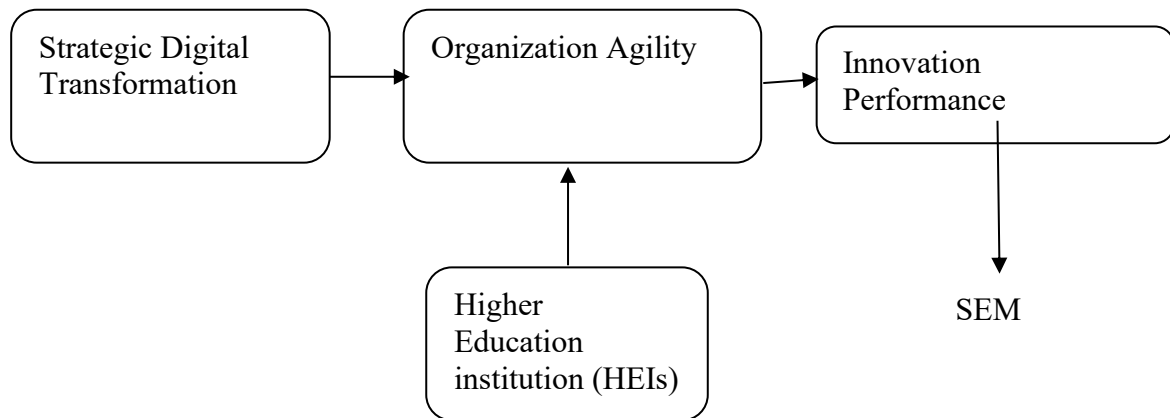 Strategic Digital
Transformation
Organization Agility
Innovation
Performance
Higher
Education
institution (HEIs)
SEM